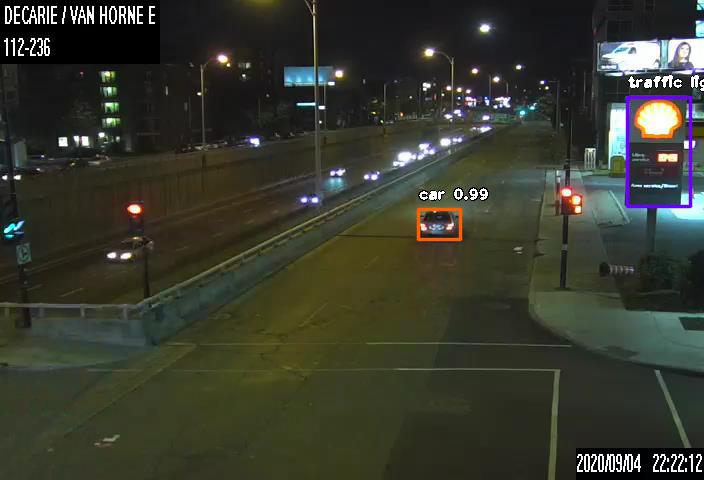 DECARIE / VAN HORNE E
112-236
traffic lig
car 0.99
2020/09/04 22:22:12